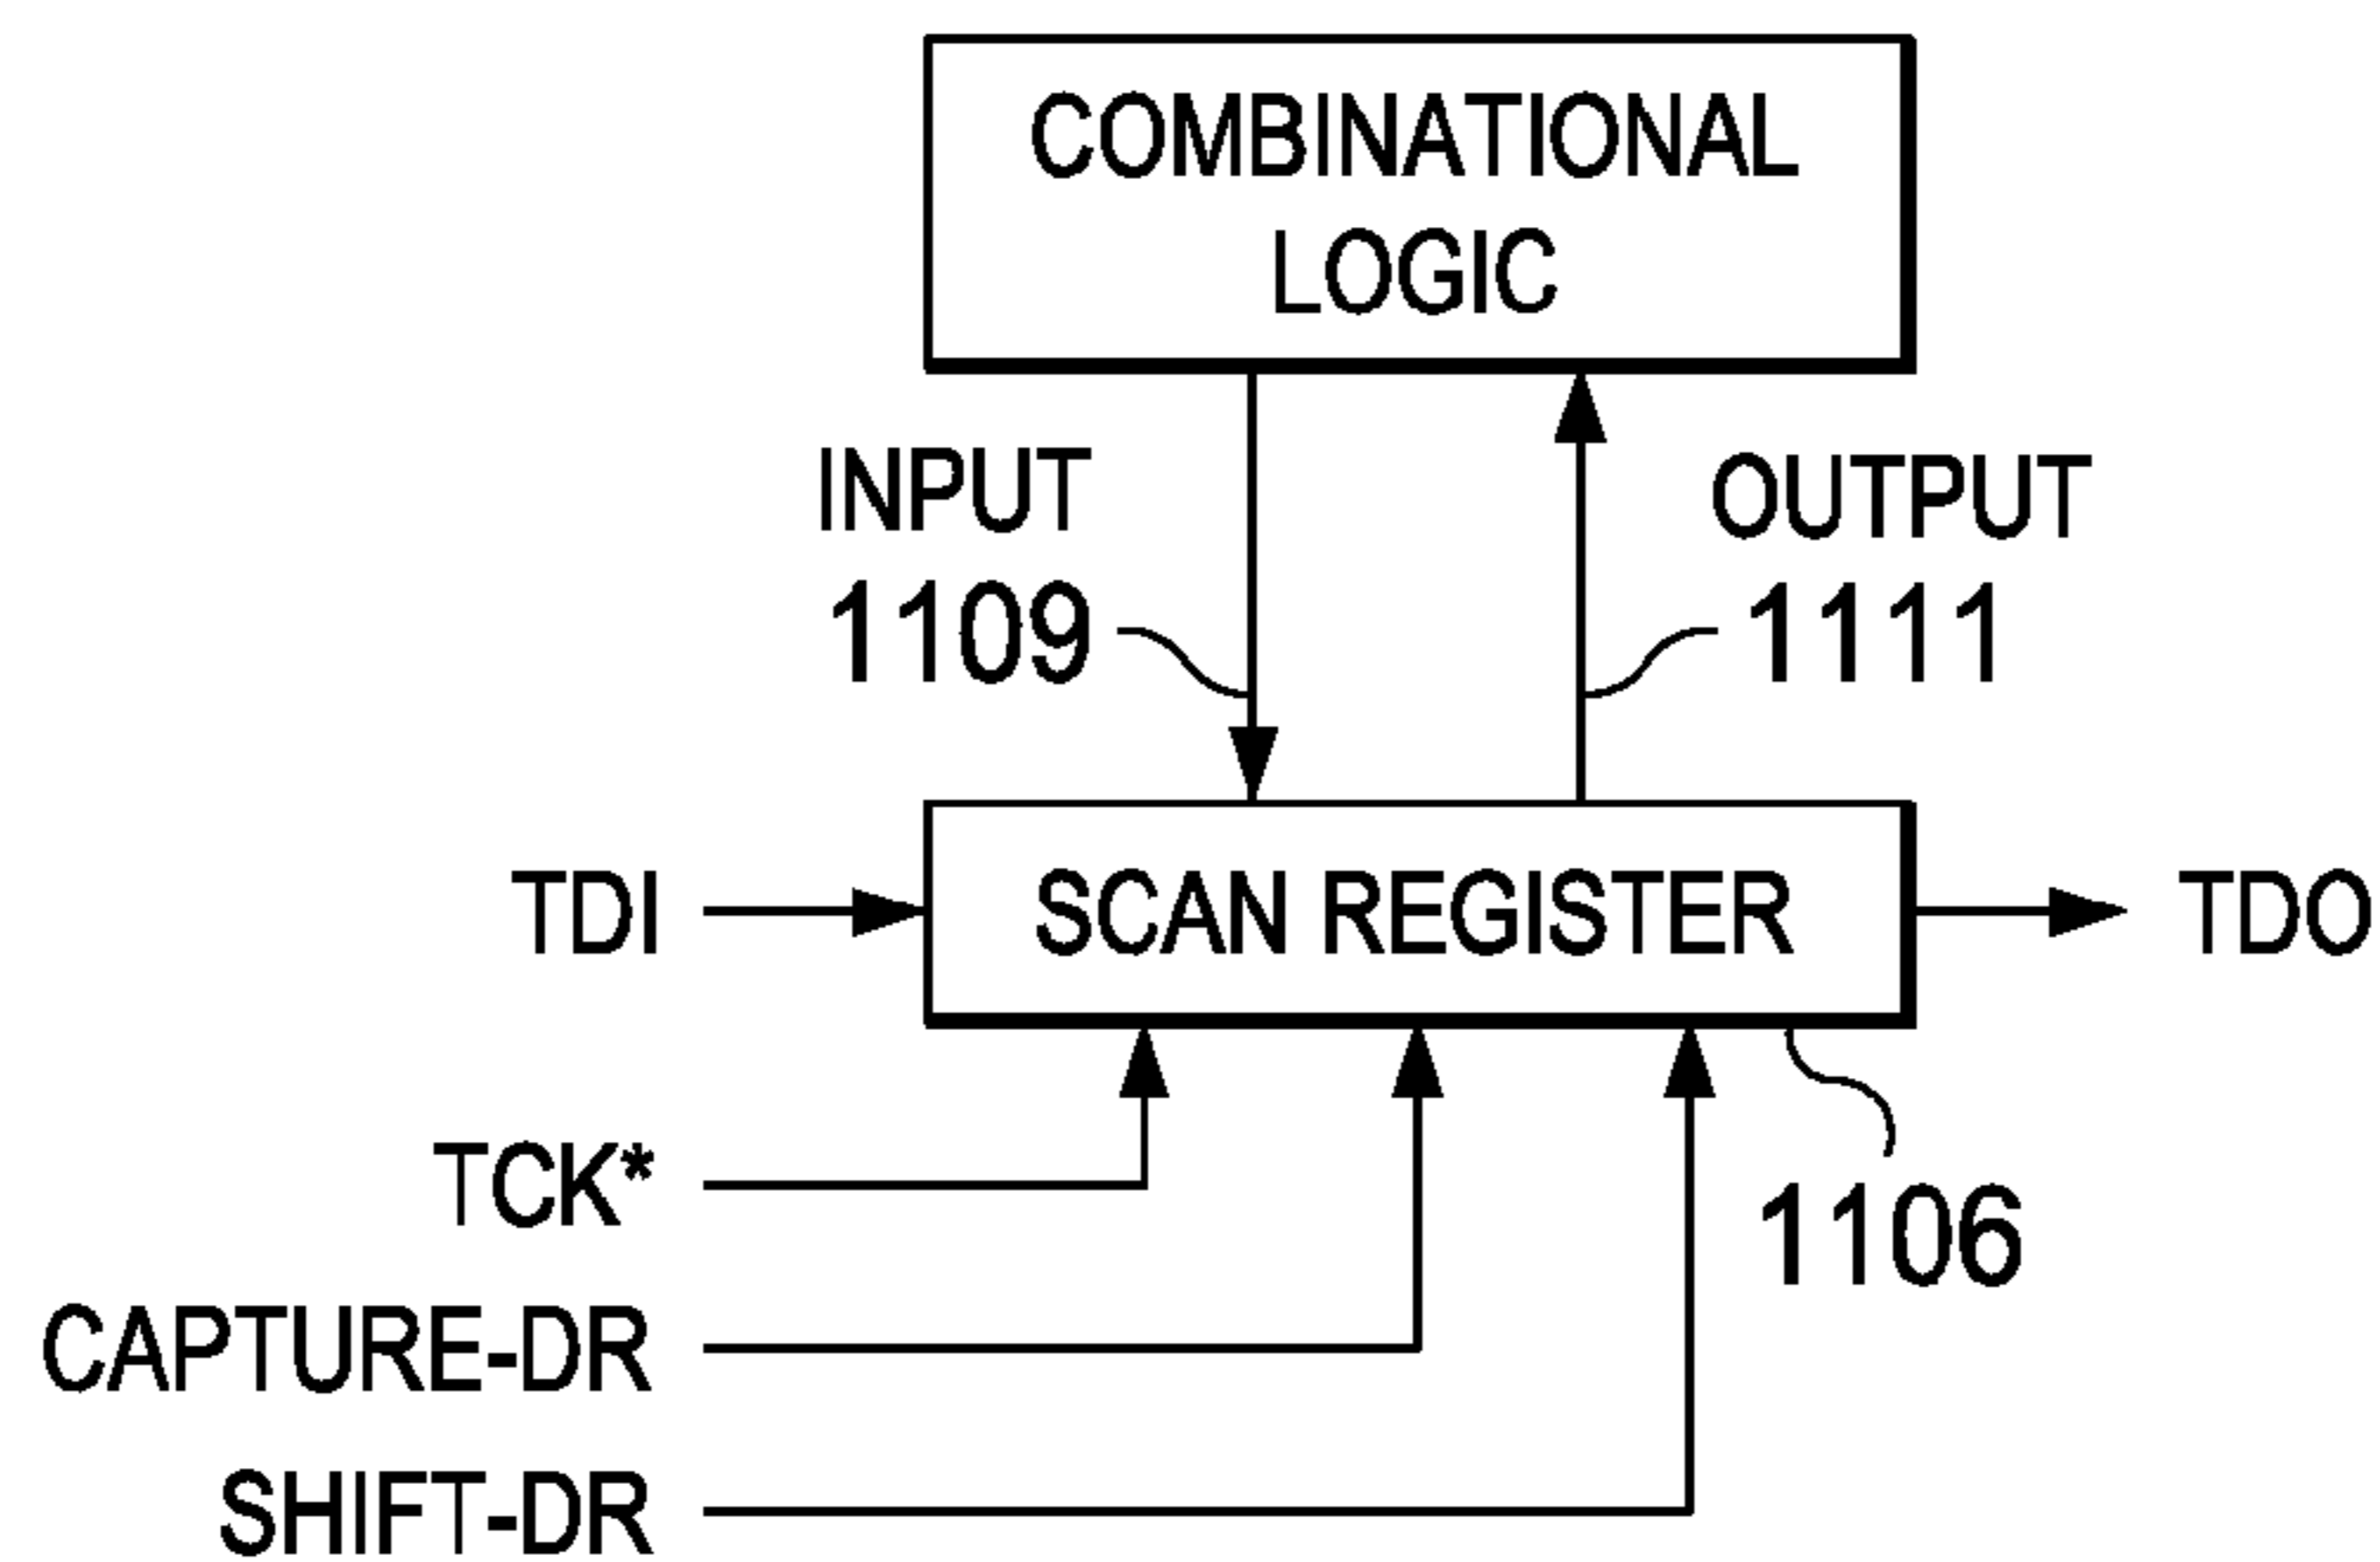 COMBINATIONAL
LOGIC
INPUT
1109
OUTPUT
1111
TDI
SCAN REGISTER
TDO
TCK*
1106
CAPTURE-DR
SHIFT-DR